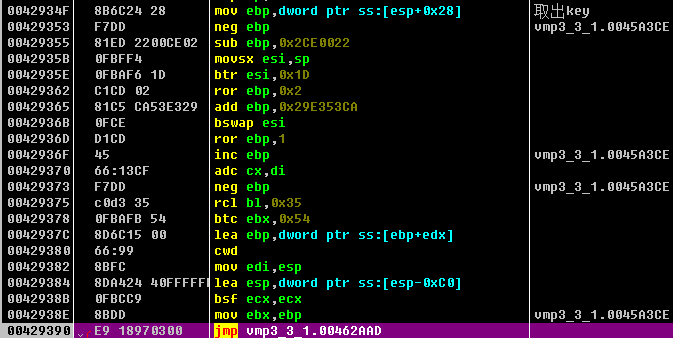 0042934F 8B6C24 28 mov ebp,dword ptr ss:[esp+0x28] 取出key
00429353 F7DD neg ebp vmp3_3_1.0045A3CE
00429355 81ED 2200CE02 sub ebp,0x2CE0022
0042935B 0FBFF4 movsx esi,sp
0042935E 0FBAF6 1D btr esi,0x1D
00429362 C1CD 02 ror ebp,0x2
00429365 81C5 CA53E329 add ebp,0x29E353CA
0042936B 0FCE bswap esi
0042936D D1CD ror ebp,1
0042936F 45 inc ebp vmp3_3_1.0045A3CE
00429370 66:13CF adc cx,di
00429373 F7DD neg ebp vmp3_3_1.0045A3CE
00429375 c0d3 35 rcl bl,0x35
00429378 0FBAFB 54 btc ebx,0x54
0042937C 8D6C15 00 lea ebp,dword ptr ss:[ebp+edx]
00429380 66:99 cwd
00429382 8BFC mov edi,esp
00429384 8DA424 40FFFFFF lea esp,dword ptr ss:[esp-0xC0]
0042938B 0FBCC9 bsf ecx,ecx
0042938E 8BDD mov ebx,ebp vmp3_3_1.0045A3CE
00429390 E9 18970300 jmp vmp3_3_1.00462AAD